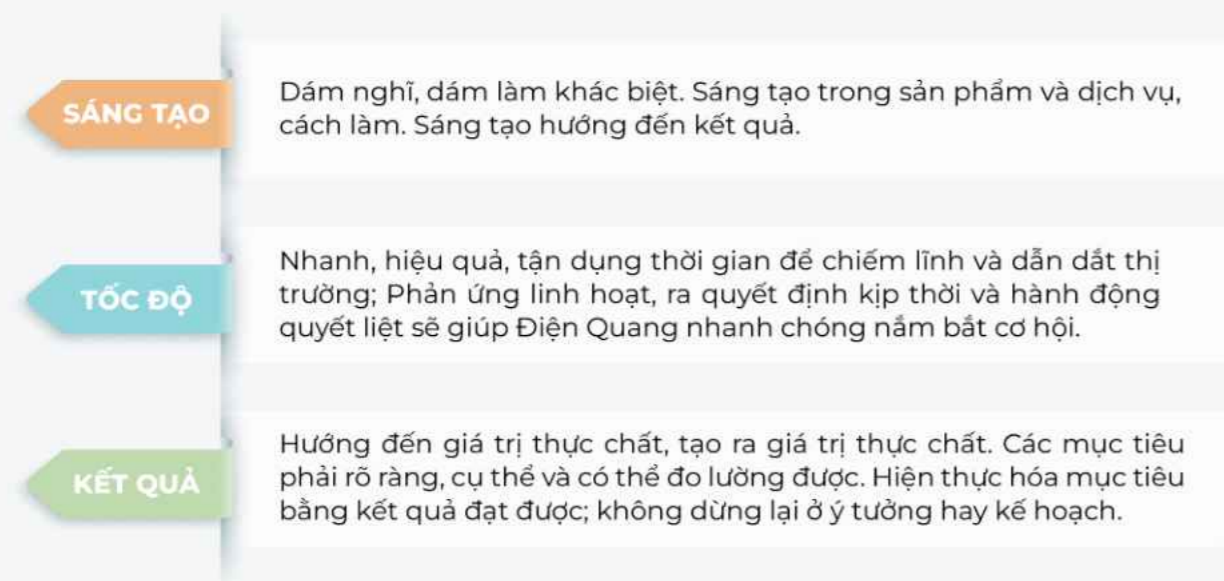 SÁNG TẠO
Dám nghĩ, dám làm khác biệt. Sáng tạo trong sản phẩm và dịch vụ,
cách làm. Sáng tạo hướng đến kết quả.
TỐC ĐỘ
Nhanh, hiệu quả, tận dụng thời gian để chiếm lĩnh và dẫn dắt thị
trường; Phản ứng linh hoạt, ra quyết định kịp thời và hành động
quyết liệt sẽ giúp Điện Quang nhanh chóng nắm bắt cơ hội.
KẾT QUẢ
Hướng đến giá trị thực chất, tạo ra giá trị thực chất. Các mục tiêu
phải rõ ràng, cụ thể và có thể đo lường được. Hiện thực hóa mục tiêu
bằng kết quả đạt được; không dừng lại ở ý tưởng hay kế hoạch.